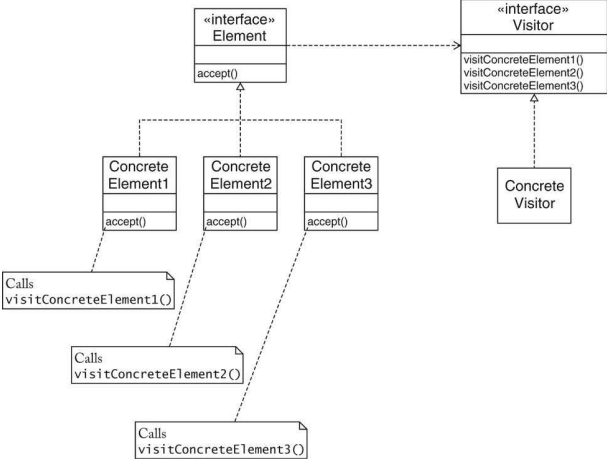 «interface»
Element
accept()
«interface»
Visitor
visitConcreteElement1()
visitConcreteElement2()
visitConcreteElement3()
Concrete
Element1
accept()
Concrete
Element2
accept()
Concrete
Element3
accept()
Concrete
Visitor
Calls
visitConcreteElement1()
Calls
visitConcreteElement2()
Calls
visitConcreteElement3()